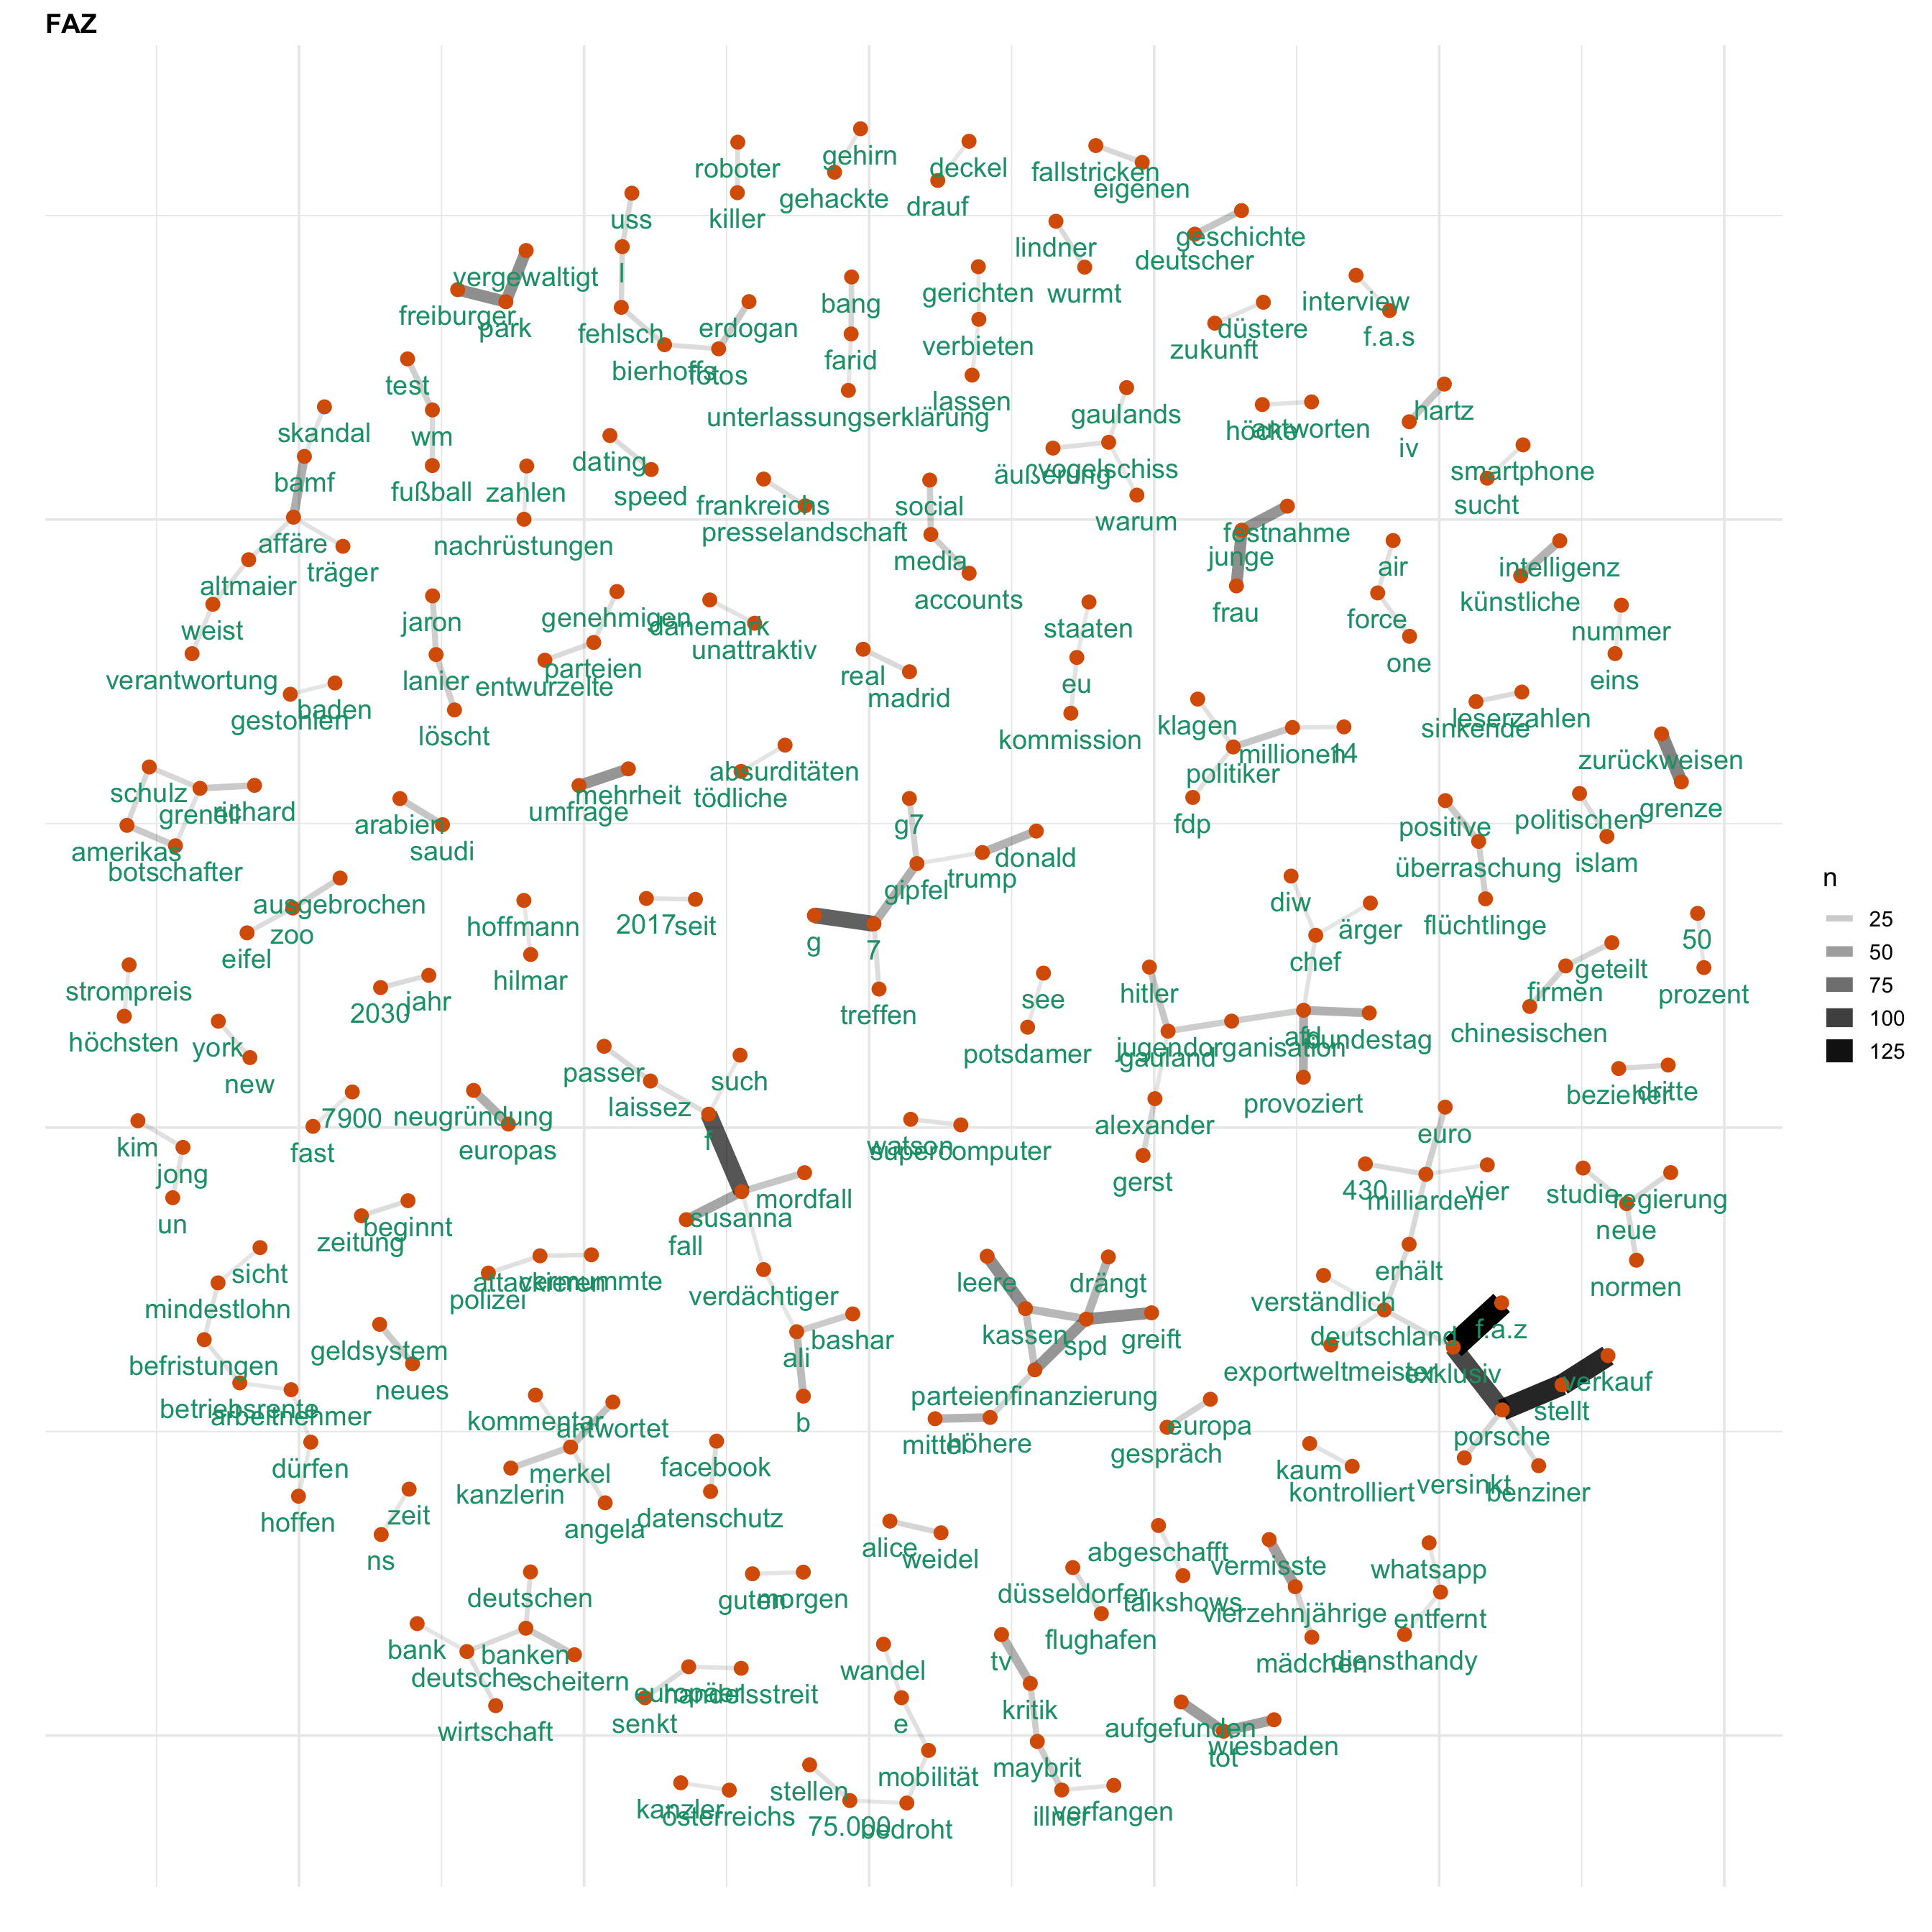 FAZ
roboter
gehirn
deckel
fallstricken
eigenen
gehackte
drauf
killer
uss
lindner
geschichte
deutscher
vergewaltigt
l
gerichten
wurmt
bang
interview
freiburger
park
fehlsch
erdogan
düstere
zukunft
f.a.s
verbieten
farid
bierhoffs
fotos
test
lassen
unterlassungserklärung
gaulands
hartz
skandal
wm
höcke
antworten
iv
dating
äußerung
vogelschiss
smartphone
bamf
fußball
zahlen
speed
frankreichs
social
sucht
warum
presselandschaft
festnahme
affäre
nachrüstungen
träger
media
junge
air
intelligenz
altmaier
accounts
künstliche
jaron
genehmigen
dänemark
frau
force
weist
staaten
nummer
unattraktiv
parteien
one
verantwortung
lanier
entwurzelte
real
madrid
eu
eins
baden
gestohlen
löscht
kommission
klagen
leserzahlen
sinkende
millionen
14
zurückweisen
absurditäten
politiker
schulz
mehrheit
tödliche
grenell
richard
umfrage
grenze
arabien
g7
fdp
positive
politischen
amerikas
saudi
donald
islam
botschafter
trump
überraschung
gipfel
ausgebrochen
diw
hoffmann
2017
seit
ärger
flüchtlinge
zoo
g
7
50
eifel
chef
geteilt
hilmar
strompreis
see
hitler
firmen
prozent
2030
jahr
treffen
höchsten
york
potsdamer
jugendorganisation
gauland
afd
bundestag
chinesischen
new
passer
such
beziehen
dritte
laissez
7900
neugründung
provoziert
kim
fast
europas
f
watson
supercomputer
alexander
euro
jong
gerst
430
milliarden
vier
studie
regierung
un
mordfall
susanna
beginnt
zeitung
fall
neue
sicht
attackieren
vermummte
polizei
verdächtiger
leere
drängt
erhält
normen
mindestlohn
verständlich
bashar
kassen
spd
greift
deutschland
f.a.z
geldsystem
ali
befristungen
exportweltmeister
exklusiv
verkauf
neues
parteienfinanzierung
betriebsrente
arbeitnehmer
kommentar
antwortet
b
europa
stellt
mittel
höhere
gespräch
porsche
dürfen
merkel
facebook
kaum
kanzlerin
kontrolliert
versinkt
benziner
zeit
hoffen
angela
datenschutz
alice
weidel
ns
abgeschafft
vermisste
whatsapp
deutschen
guten
morgen
düsseldorfer
talkshows
vierzehnjährige
entfernt
bank
banken
flughafen
deutsche
scheitern
wandel
tv
mädchen
diensthandy
europäer
handelsstreit
senkt
wirtschaft
e
kritik
aufgefunden
wiesbaden
tot
maybrit
mobilität
stellen
kanzler
österreichs
illner
verfangen
75.000
bedroht
n
25
50
75
100
125